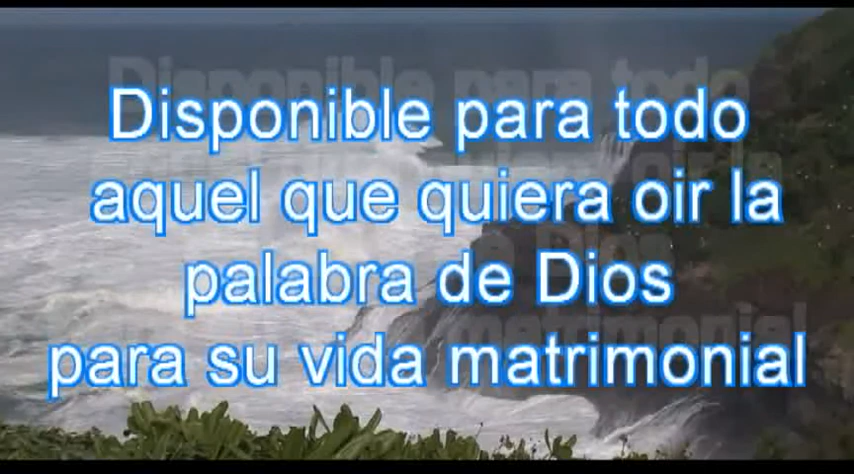 Disponible para todo
aquel que quiera oir la
palabra de Dios
para su vida matrimonial